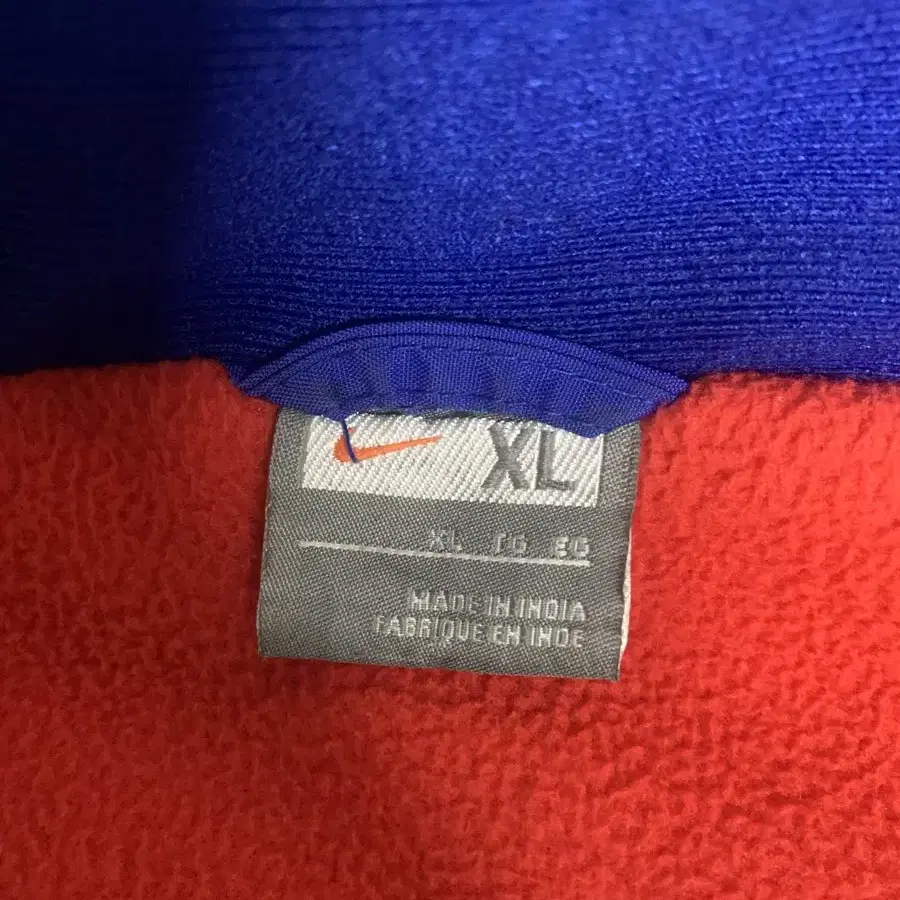 XL
XL TG EG
MADE IN INDIA
FABRIQUE EN INDE